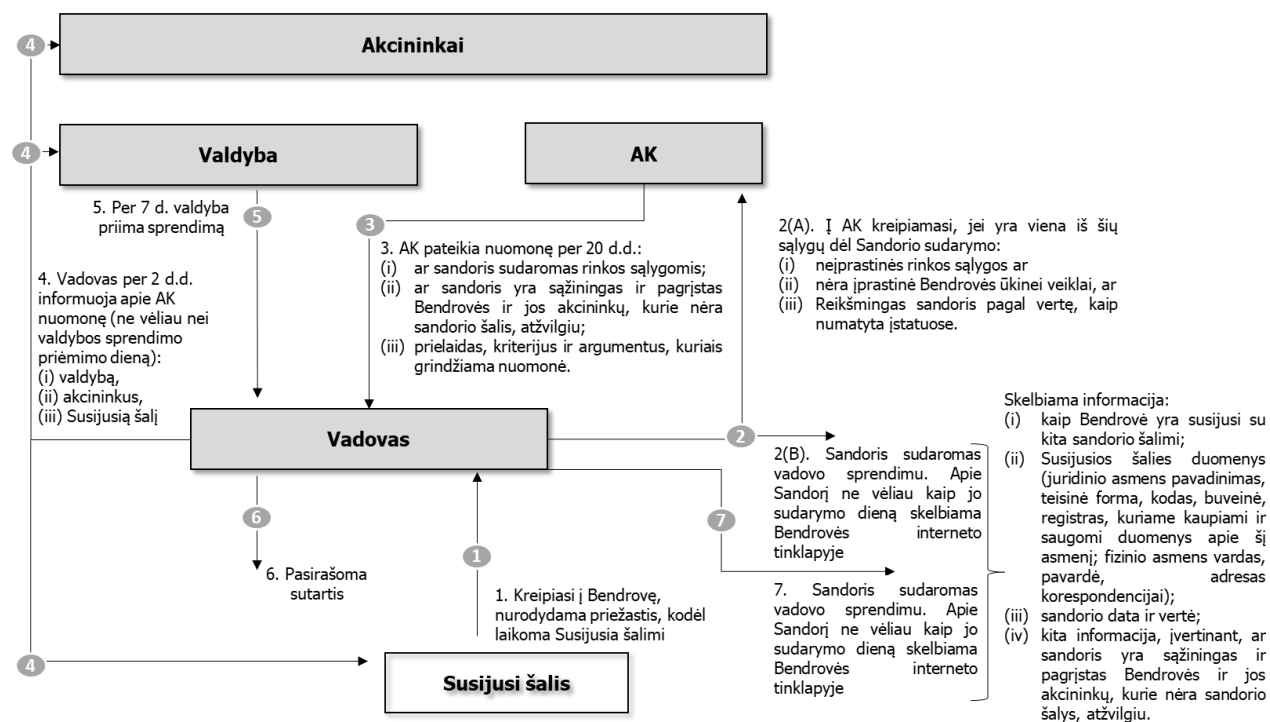 4
Akcininkai
4
Valdyba
AK
5. Per 7 d. valdyba
priima sprendimą
5
3
3. AK pateikia nuomonę per 20 d.d.:
(i) ar sandoris sudaromas rinkos sąlygomis;
(ii) ar sandoris yra sąžiningas ir pagrįstas
Bendrovės ir jos akcininkų, kurie nėra
sandorio šalis, atžvilgiu;
(iii) prielaidas, kriterijus ir argumentus, kuriais
grindžiama nuomonė.
2(A). Į AK kreipiamasi, jei yra viena iš šių
sąlygų dėl Sandorio sudarymo:
(i) neįprastinės rinkos sąlygos ar
(ii) nėra įprastinė Bendrovės ūkinei veiklai, ar
(iii) Reikšmingas sandoris pagal vertę, kaip
numatyta įstatuose.
4. Vadovas per 2 d.d.
informuoja apie AK
nuomonę (ne vėliau nei
valdybos sprendimo
priėmimo dieną):
(i) valdybą,
(ii) akcininkus,
(iii) Susijusią šalį
Vadovas
2
2(B). Sandoris sudaromas
vadovo sprendimu. Apie
Sandorį ne vėliau kaip jo
sudarymo dieną skelbiama
Bendrovės interneto
tinklapyje
7
7. Sandoris sudaromas
vadovo sprendimu. Apie
Sandorį ne vėliau kaip jo
sudarymo dieną skelbiama
Bendrovės interneto
tinklapyje
Skelbiama informacija:
(i) kaip Bendrovė yra susijusi su
kita sandorio šalimi;
(ii) Susijusios šalies duomenys
(juridinio asmens pavadinimas,
teisinė forma, kodas, buveinė,
registras, kuriame kaupiami ir
saugomi duomenys apie šį
asmenį; fizinio asmens vardas,
pavardė, adresas
korespondencijai);
(iii) sandorio data ir vertė;
(iv) kita informacija, įvertinant, ar
sandoris yra sąžiningas ir
pagrįstas Bendrovės ir jos
akcininkų, kurie nėra sandorio
šalys, atžvilgiu.
6
6. Pasirašoma
sutartis
1
1. Kreipiasi į Bendrovę,
nurodydama priežastis, kodėl
laikoma Susijusia šalimi
4
Susijusi šalis